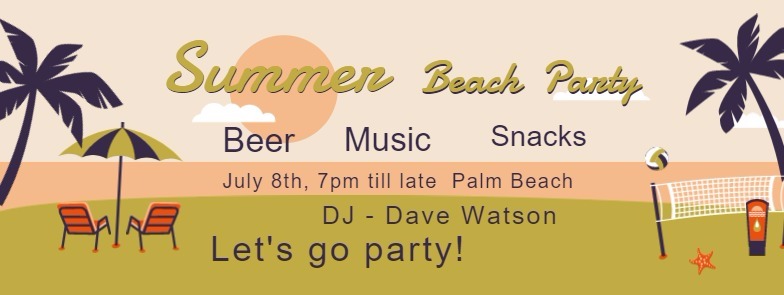 Summer Beach Party
Beer Music Snacks
July 8th, 7pm till late Palm Beach
DJ - Dave Watson
Let's go party!